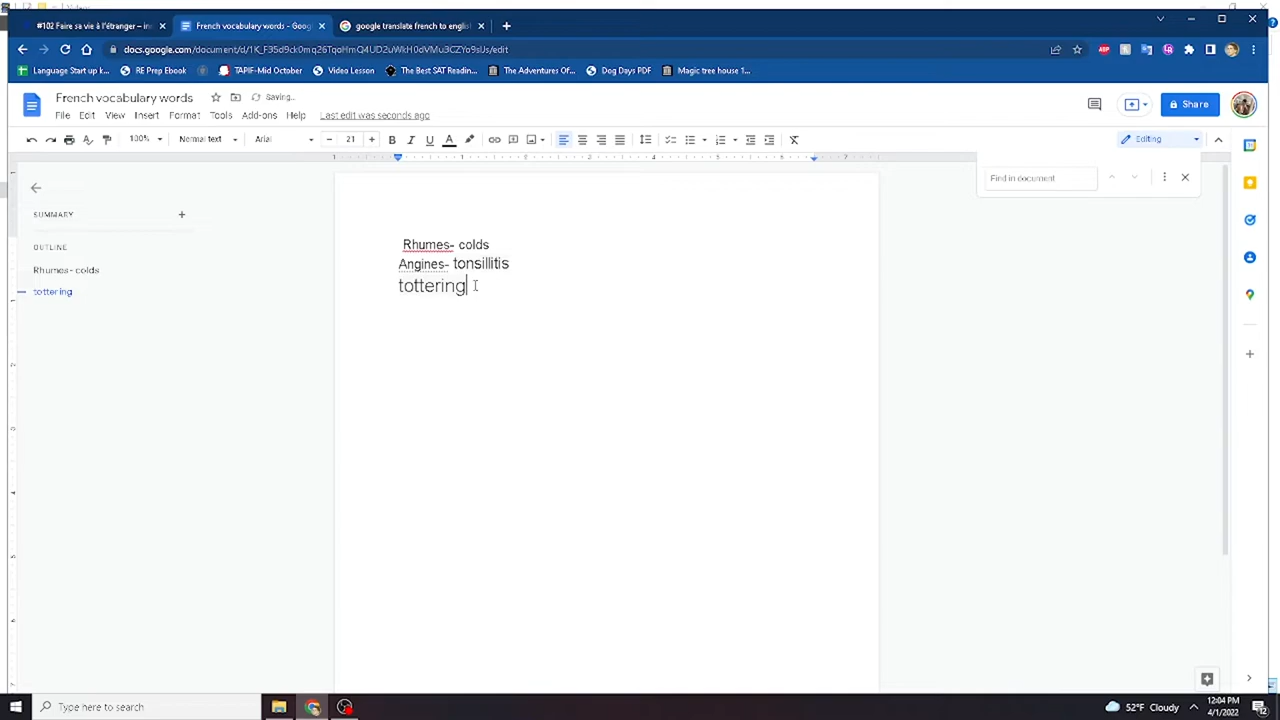 #102 Faire sa vie à l'étranger – in
French vocabulary words - Goog
google translate french to english
docs.google.com/document/d/1K_F35d9ck0mq26TqoHmQ4UD2uWkH0dVMu3CZYo9sIJs/edit
Language Start up k...
RE Prep Ebook
TAPIF-Mid October
Video Lesson
The Best SAT Readin...
The Adventures Of...
Dog Days PDF
Magic tree house 1...
French vocabulary words
Saving...
Share
File Edit View Insert Format Tools Add-ons Help Last edit was seconds ago
100% Normal text Arial 21 Editing
Find in document
SUMMARY
OUTLINE
Rhumes- colds
tottering
Rhumes- colds
Angines- tonsillitis
tottering
Type here to search
52°F Cloudy
12:04 PM
4/1/2022